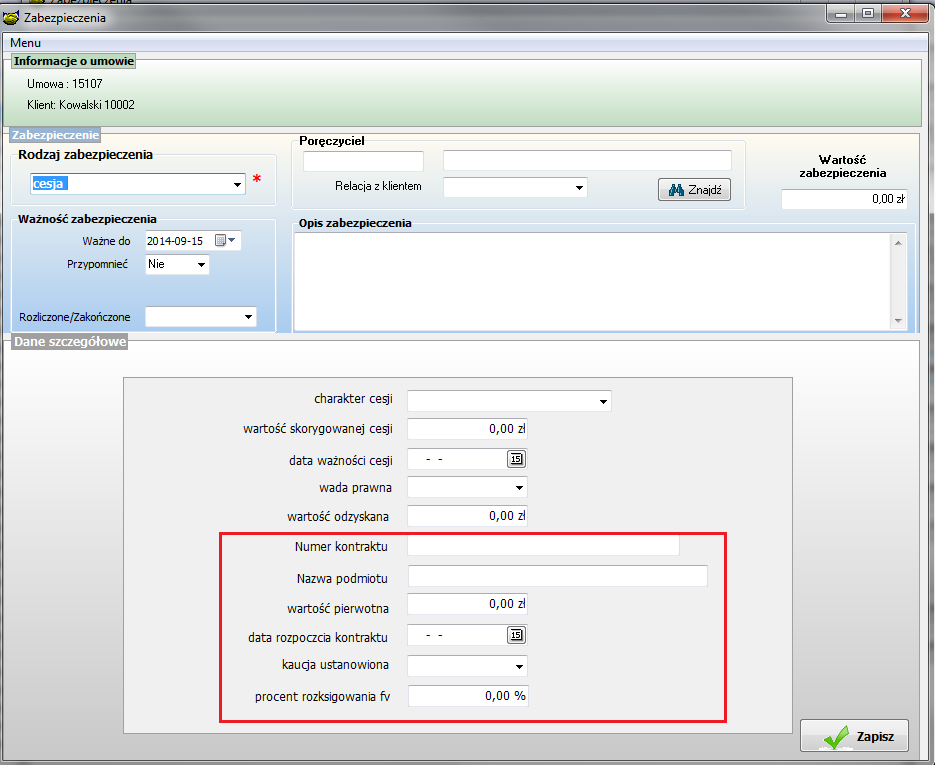 Zabezpieczenia
Menu
Informacje o umowie
Umowa : 15107
Klient: Kowalski 10002
Zabezpieczenie
Rodzaj zabezpieczenia
cesja
*
Poręczyciel
Relacja z klientem
Znajdź
Wartość
zabezpieczenia
0,00 zł
Ważność zabezpieczenia
Ważne do 2014-09-15
Przypomnieć Nie
Rozliczone/Zakończone
Opis zabezpieczenia
Dane szczegółowe
charakter cesji
wartość skorygowanej cesji 0,00 zł
data ważności cesji - - 15
wada prawna
wartość odzyskana 0,00 zł
Numer kontraktu
Nazwa podmiotu
wartość pierwotna 0,00 zł
data rozpoczcia kontraktu - - 15
kaucja ustanowiona
procent rozksigowania fv 0,00 %
Zapisz